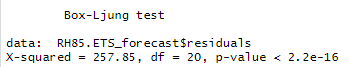 Box-Ljung test
data:  RH85.ETS_forecast$residuals
X-squared = 257.85, df = 20, p-value < 2.2e-16